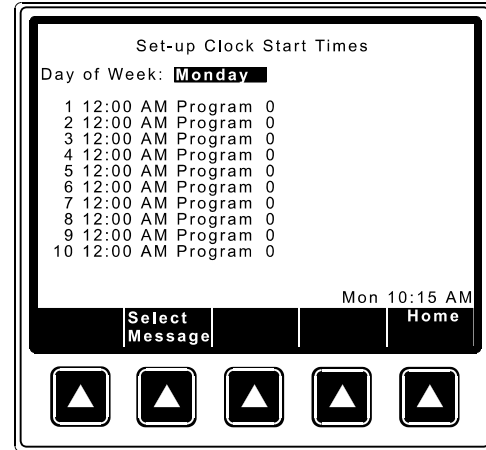 Set-up Clock Start Times
Day of Week: Monday
1 12:00 AM Program 0
2 12:00 AM Program 0
3 12:00 AM Program 0
4 12:00 AM Program 0
5 12:00 AM Program 0
6 12:00 AM Program 0
7 12:00 AM Program 0
8 12:00 AM Program 0
9 12:00 AM Program 0
10 12:00 AM Program 0
Mon 10:15 AM
Select
Message
Home